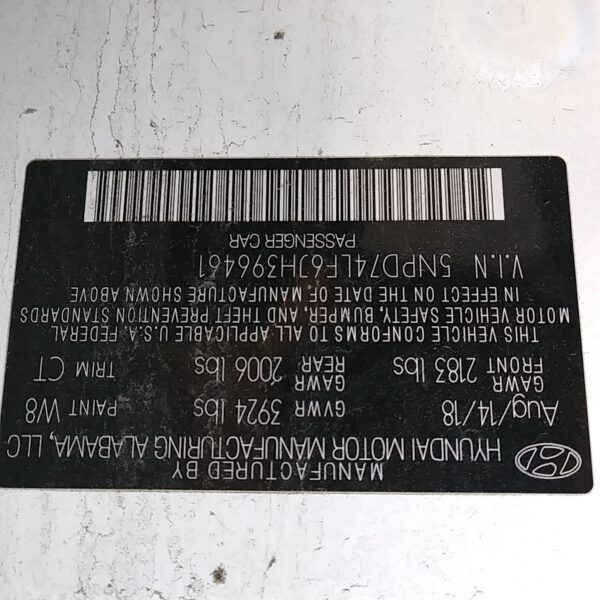 MANUFACTURED BY
HYUNDAI MOTOR MANUFACTURING ALABAMA, LLC
Aug/14/18 GVWR 3924 lbs PAINT W8
GAWR FRONT 2183 lbs GAWR REAR 2006 lbs TRIM CT
THIS VEHICLE CONFORMS TO ALL APPLICABLE U.S.A. FEDERAL
MOTOR VEHICLE SAFETY, BUMPER, AND THEFT PREVENTION STANDARDS
IN EFFECT ON THE DATE OF MANUFACTURE SHOWN ABOVE
V.I.N 5NPD74LF6JH396461
PASSENGER CAR